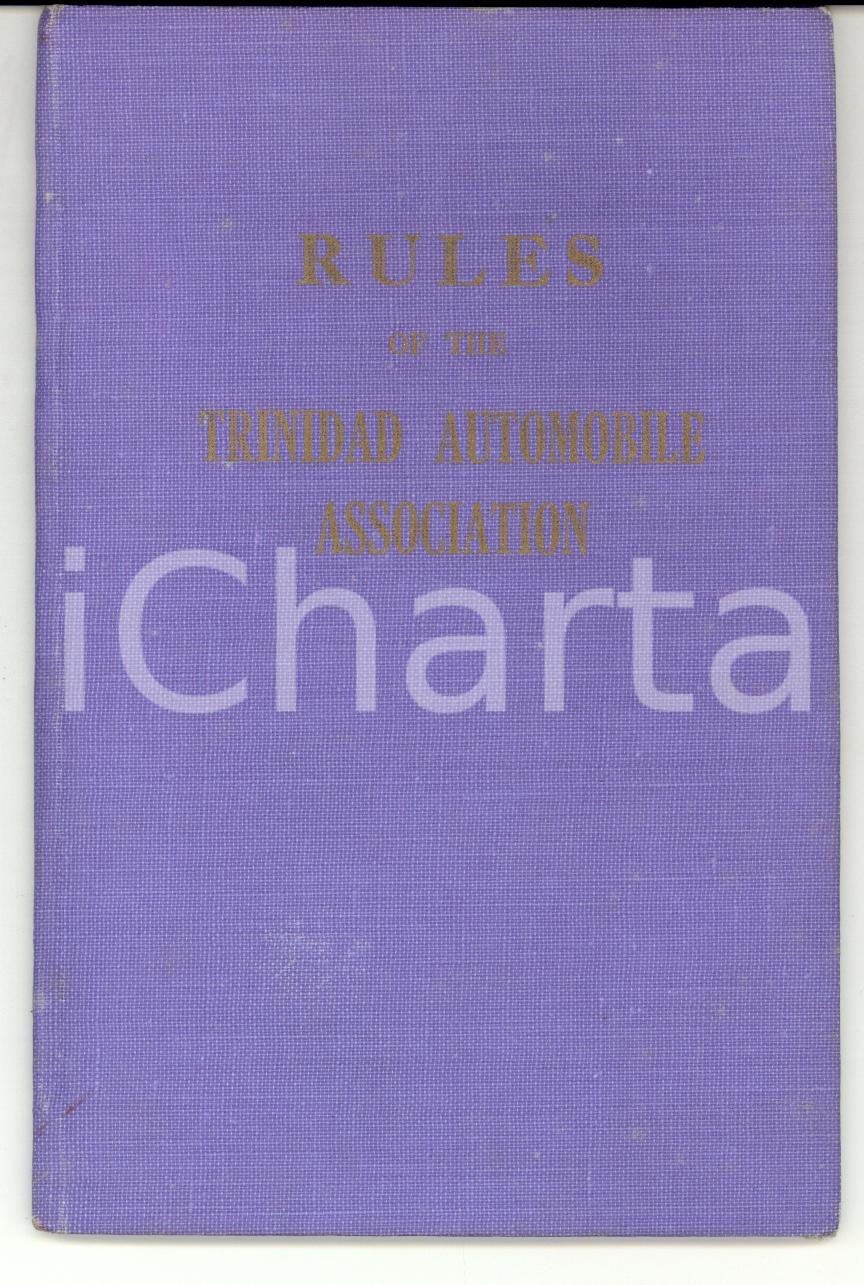 RULES
OF THE
TRINIDAD AUTOMOBILE
ASSOCIATION
iCharta